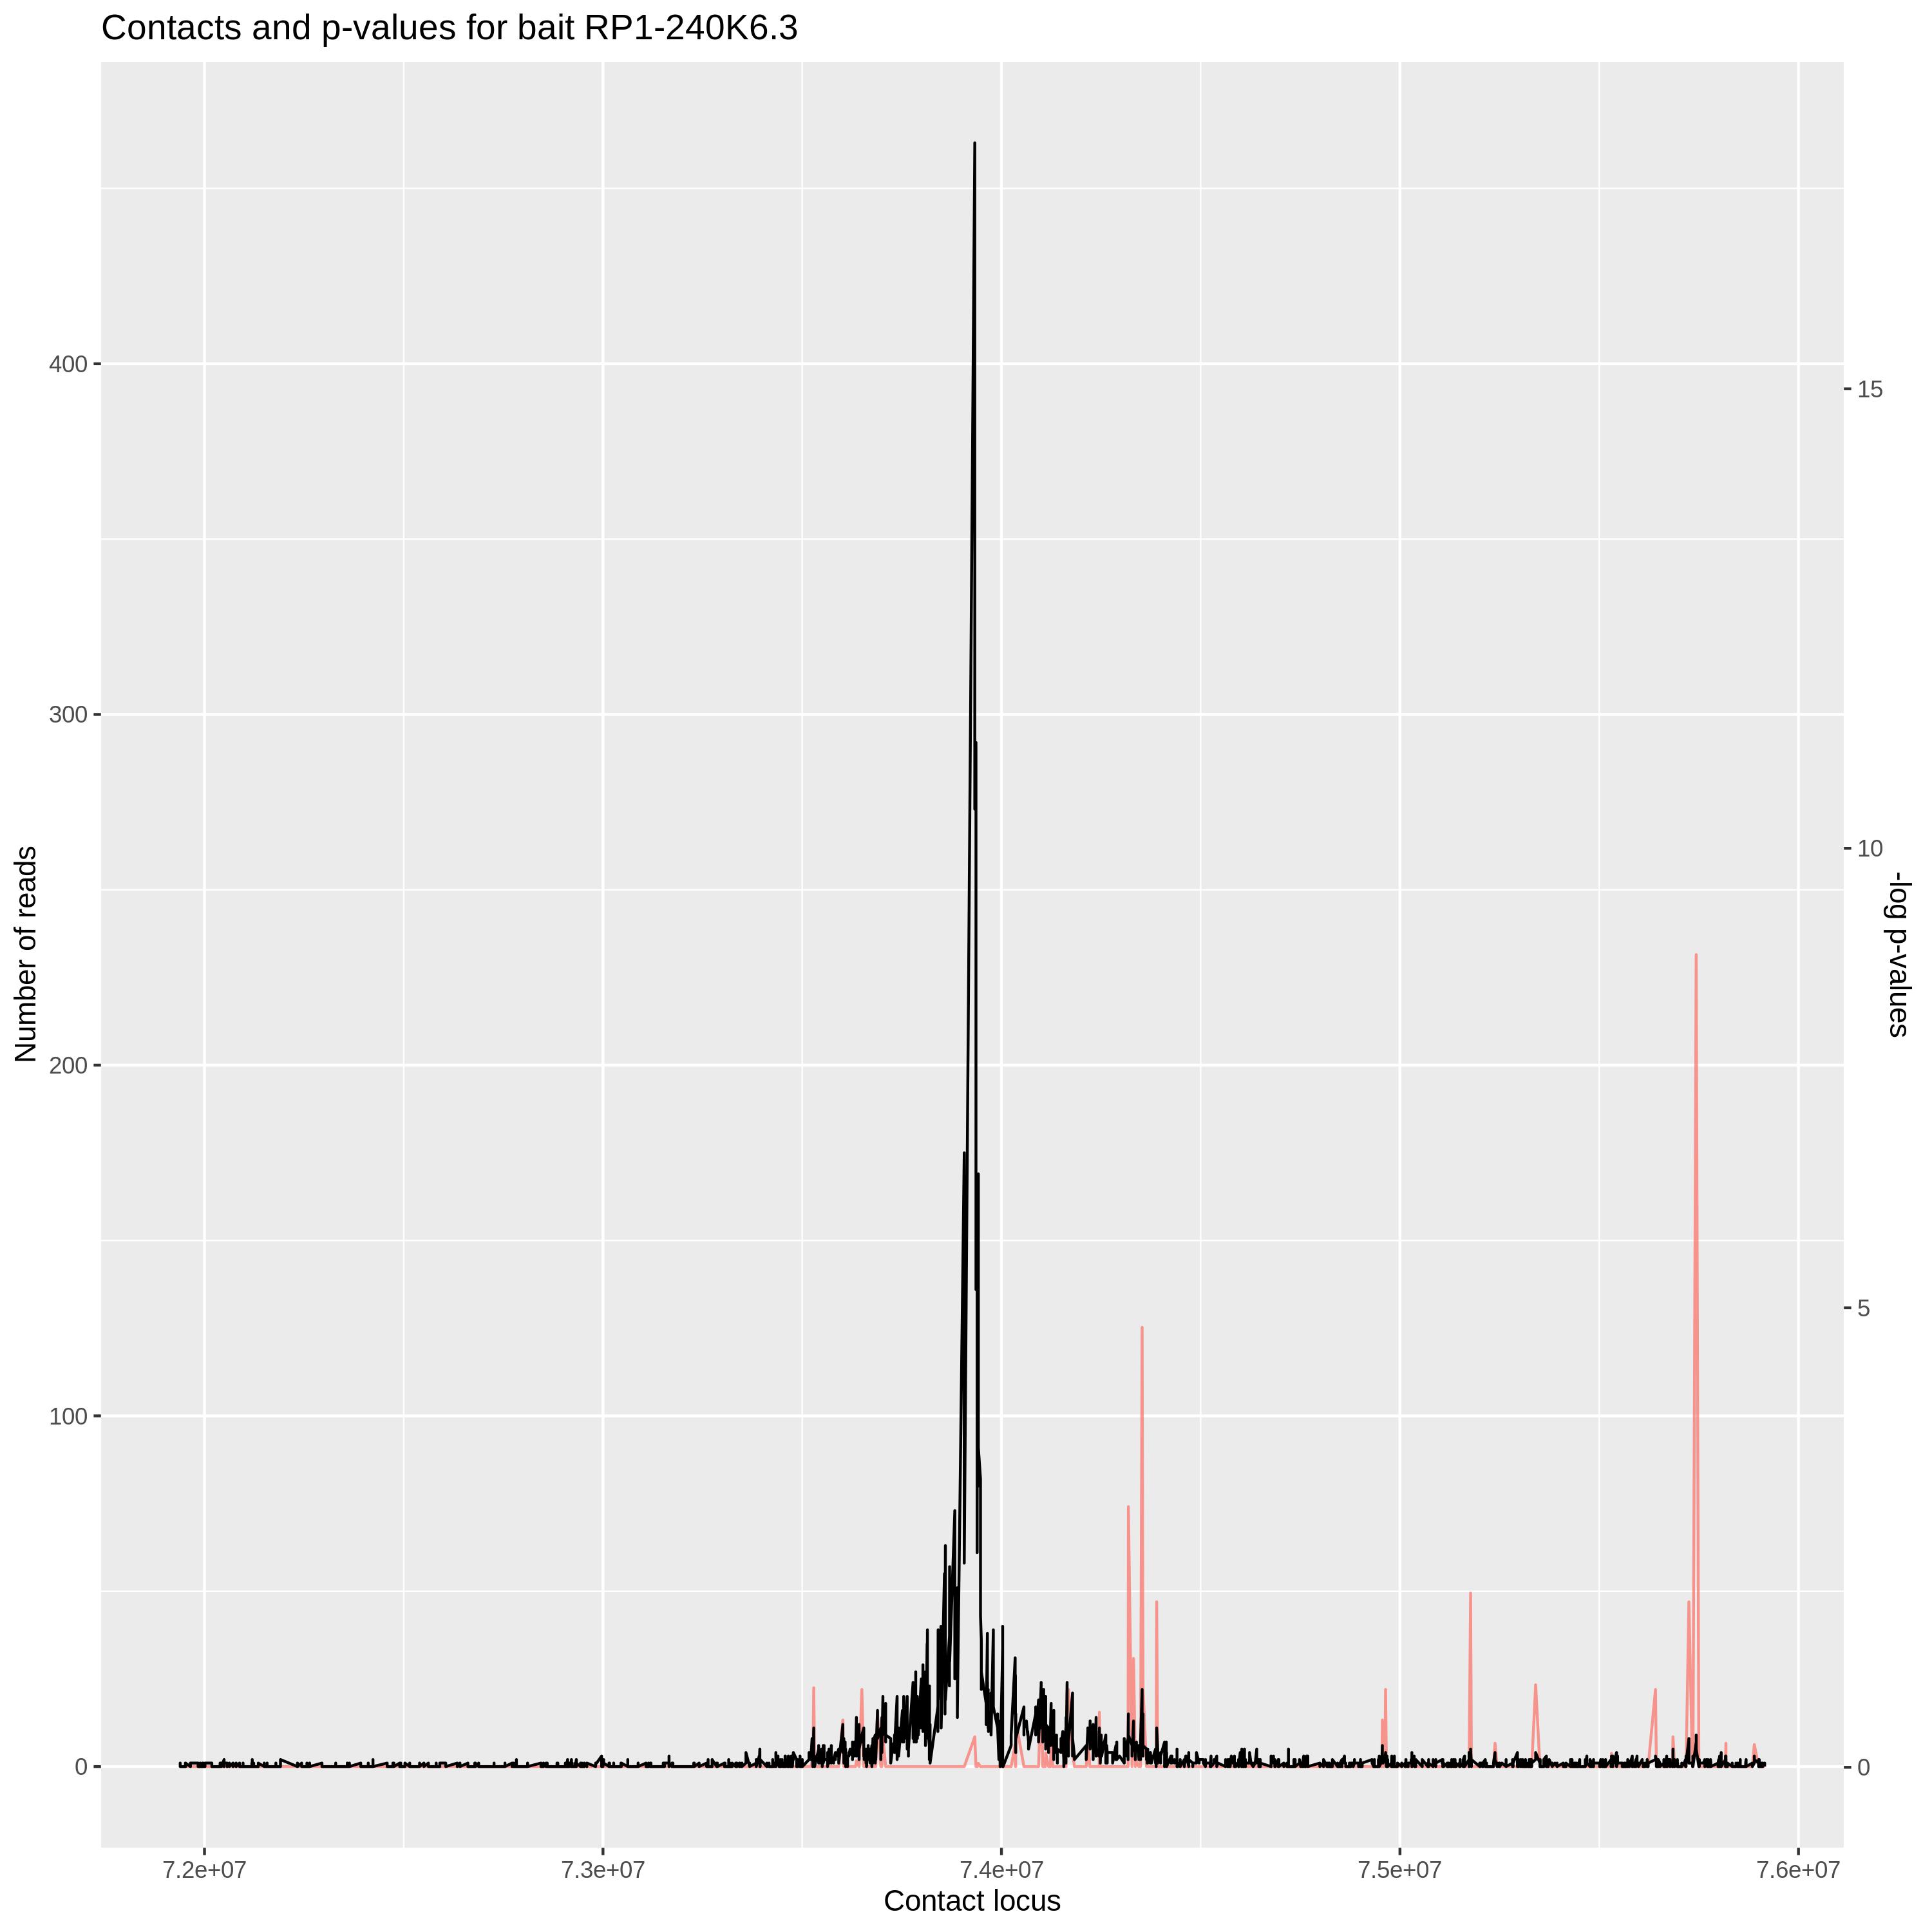 Contacts and p-values for bait RP1-240K6.3
400
300
200
100
0
Number of reads
15
10
5
0
-log p-values
7.2e+07
7.3e+07
7.4e+07
7.5e+07
7.6e+07
Contact locus